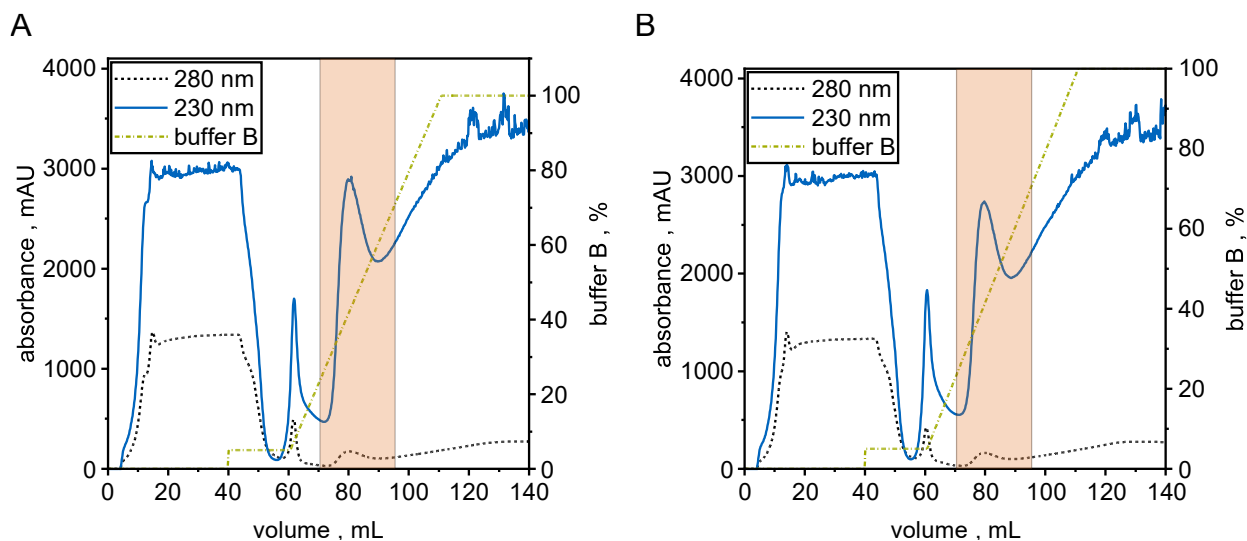 A
280 nm
230 nm
buffer B
4000
3000
2000
1000
0
absorbance , mAU
100
80
60
40
20
0
buffer B , %
0 20 40 60 80 100 120 140
volume , mL
B
280 nm
230 nm
buffer B
4000
3000
2000
1000
0
absorbance , mAU
100
80
60
40
20
0
buffer B , %
0 20 40 60 80 100 120 140
volume , mL